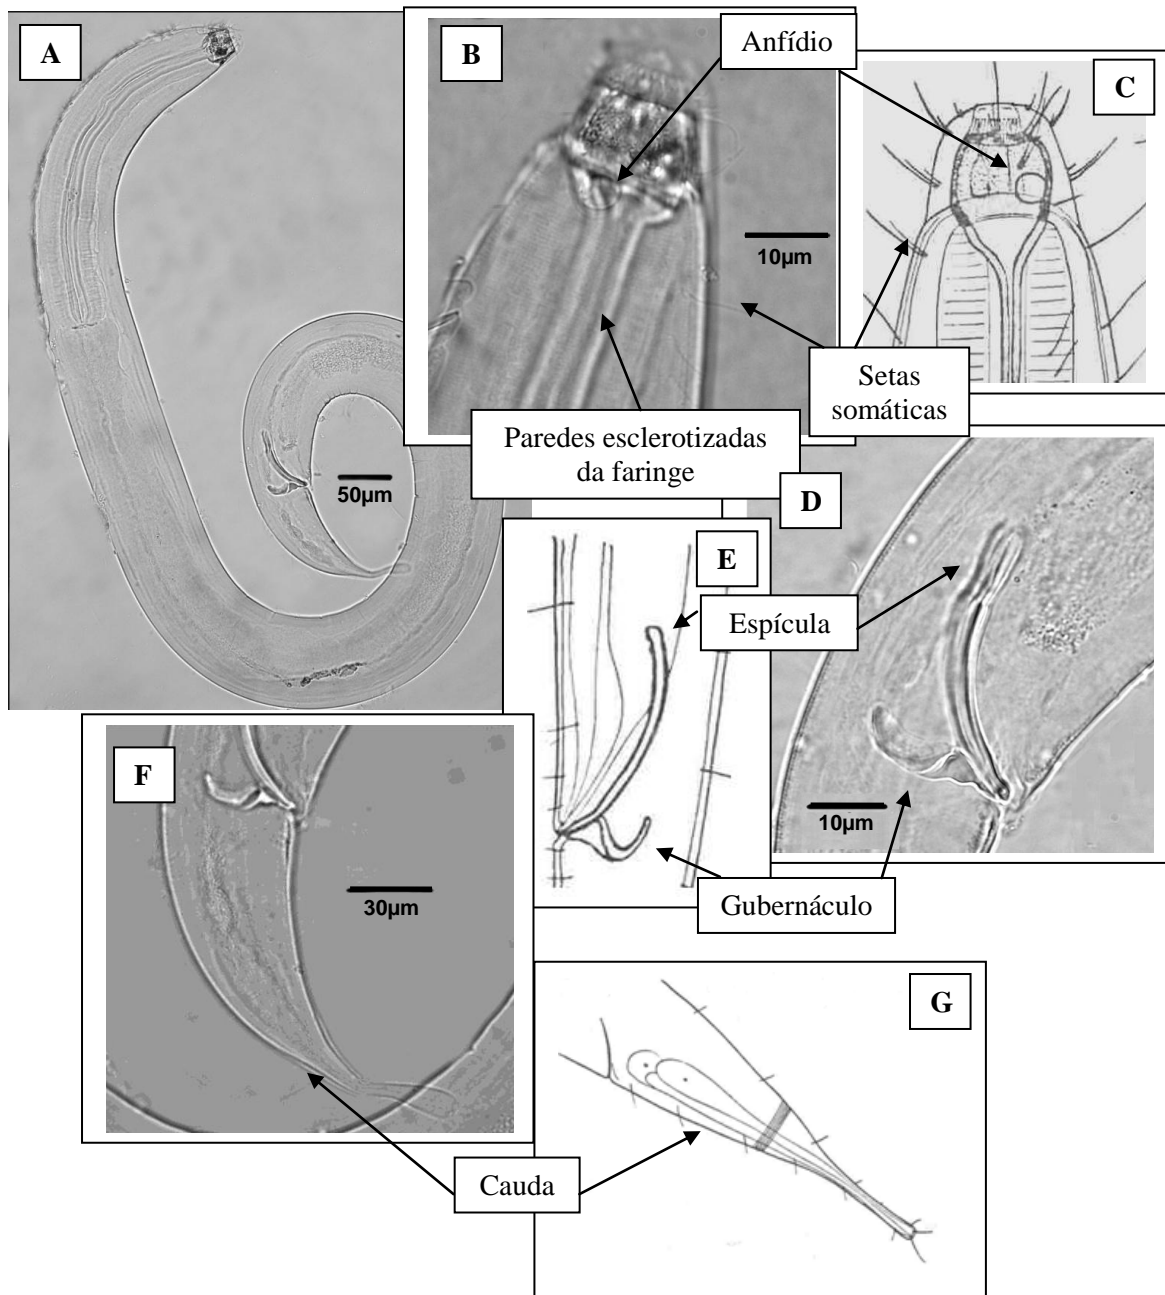 A
B
Anfídio
C
10µm
Setas
somáticas
Paredes esclerotizadas
da faringe
50µm
D
E
Espícula
F
10µm
30µm
Gubernáculo
G
Cauda